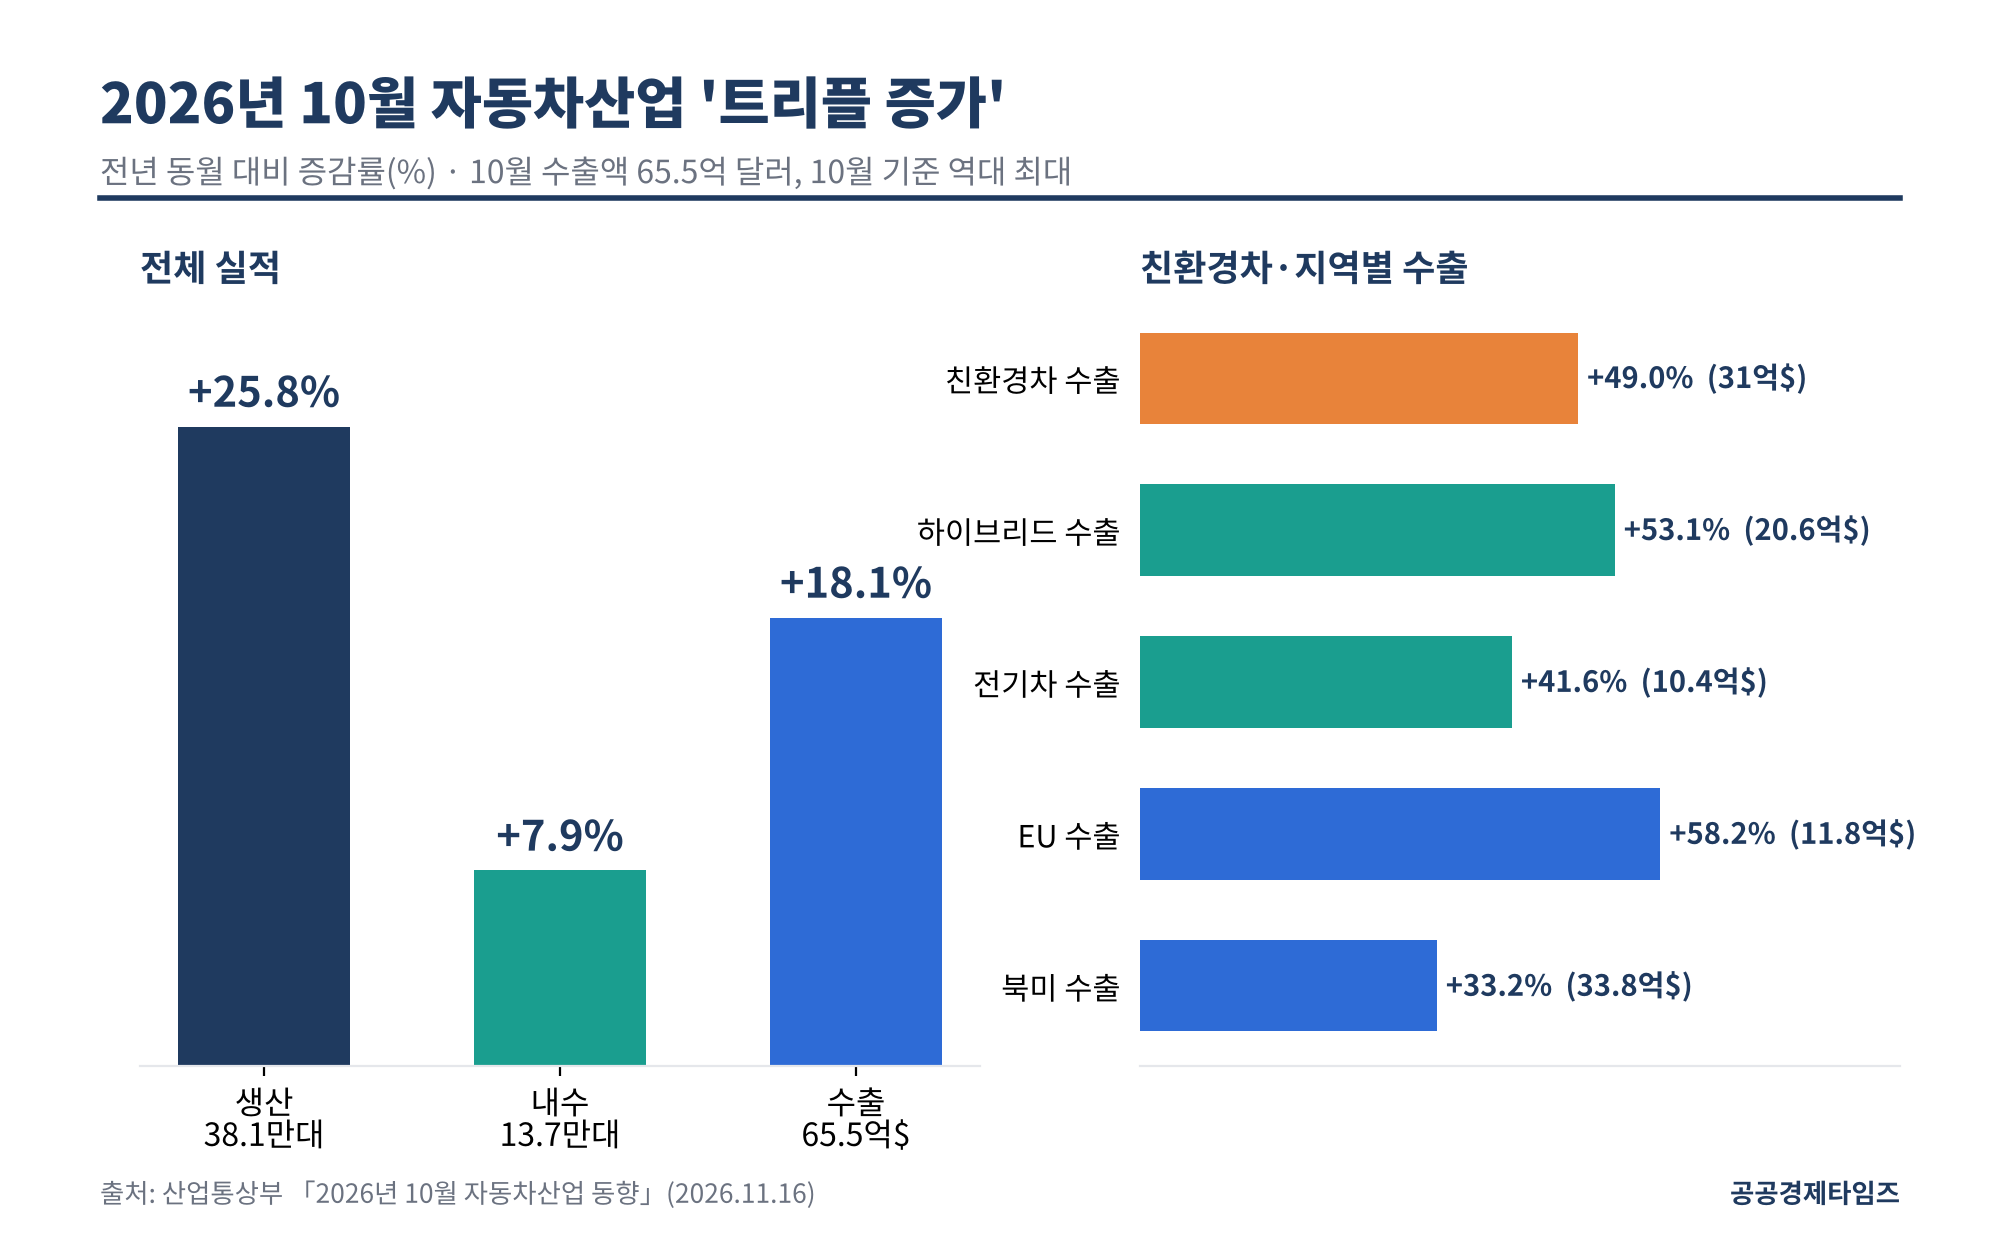 2026년 10월 자동차산업 '트리플 증가'
전년 동월 대비 증감률(%) · 10월 수출액 65.5억 달러, 10월 기준 역대 최대
전체 실적
+25.8%
+7.9%
+18.1%
생산
38.1만대
내수
13.7만대
수출
65.5억$
친환경차·지역별 수출
친환경차 수출 +49.0% (31억$)
하이브리드 수출 +53.1% (20.6억$)
전기차 수출 +41.6% (10.4억$)
EU 수출 +58.2% (11.8억$)
북미 수출 +33.2% (33.8억$)
출처: 산업통상부 「2026년 10월 자동차산업 동향」(2026.11.16)
공공경제타임즈